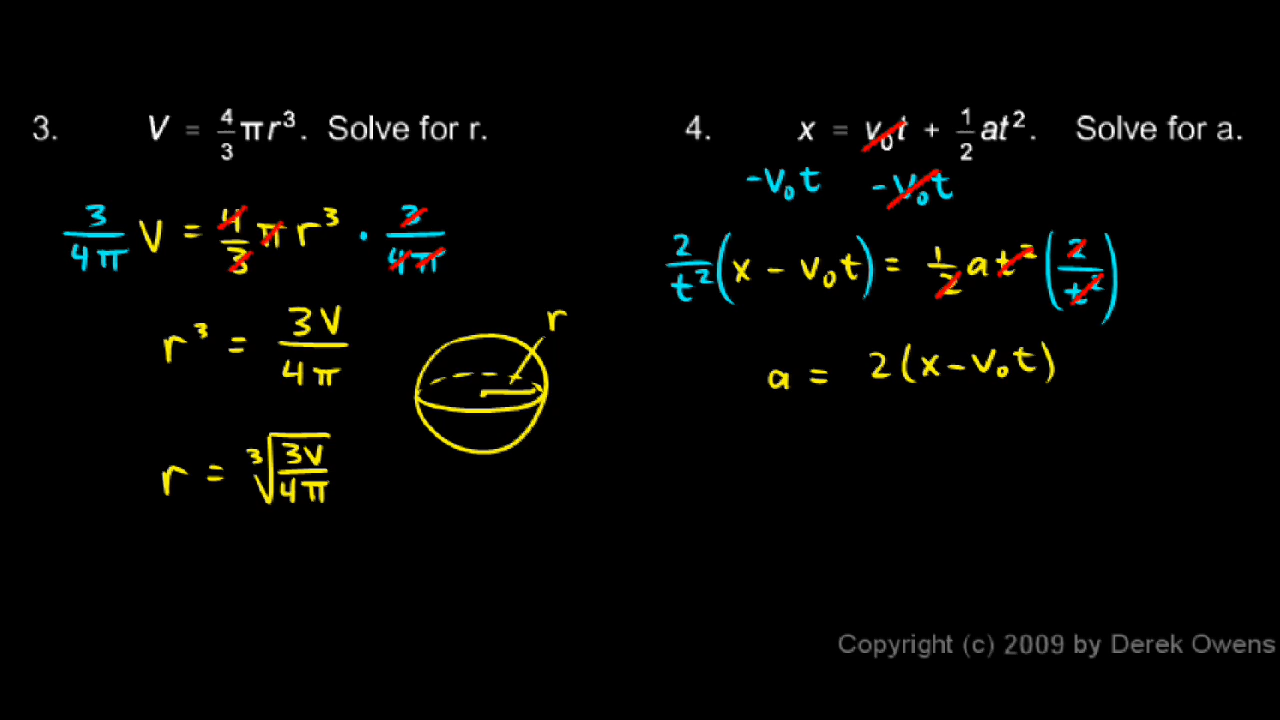 3. V = 4/3 πr³. Solve for r.
3/4π V = 4/3 π r³ · 3/4π
r³ = 3V/4π
r
r = ³√(3V/4π)
4. x = v₀t + 1/2 at². Solve for a.
-v₀t -v₀t
2/t² (x - v₀t) = 1/2 at² (2/t²)
a = 2(x-v₀t)
Copyright (c) 2009 by Derek Owens